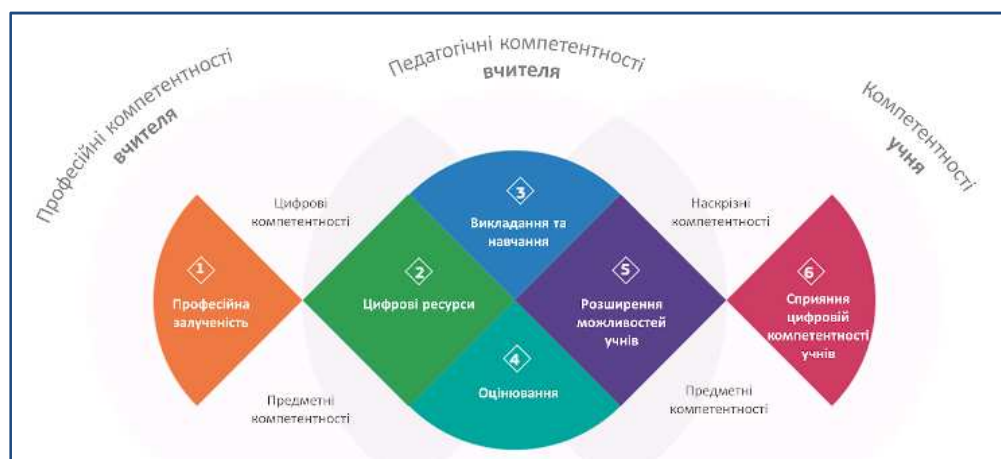 Професійні компетентності
вчителя
Педагогічні компетентності
вчителя
Компетентності
учня
Цифрові
компетентності
Наскрізні
компетентності
1
Професійна
залученість
2
Цифрові ресурси
3
Викладання та
навчання
4
Оцінювання
5
Розширення
можливостей
учнів
6
Сприяння
цифровій
компетентності
учнів
Предметні
компетентності
Предметні
компетентності